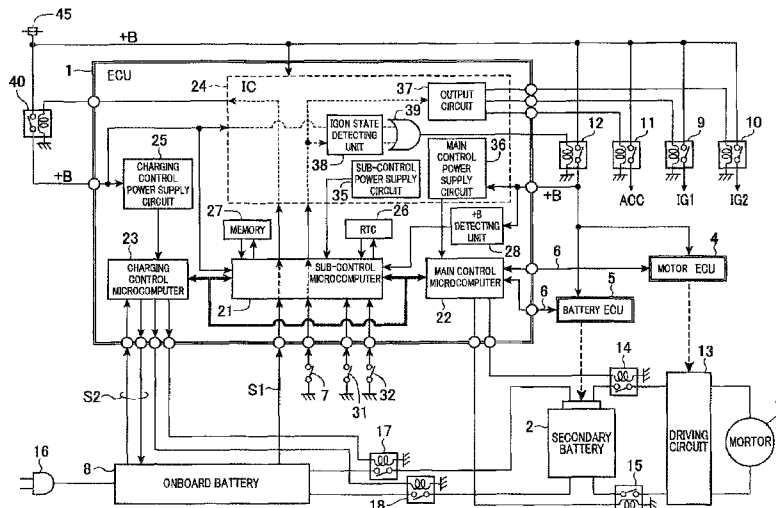 45
+B
1
ECU
24
IC
37
OUTPUT
CIRCUIT
40
39
12
11
9
10
IGON STATE
DETECTING
UNIT
38
MAIN
CONTROL
POWER
SUPPLY
CIRCUIT
36
25
CHARGING
CONTROL
POWER SUPPLY
CIRCUIT
SUB-CONTROL
POWER SUPPLY
CIRCUIT
35
+B
+B
ACC
IG1
IG2
27
MEMORY
26
RTC
+B
DETECTING
UNIT
28
23
CHARGING
CONTROL
MICROCOMPUTER
SUB-CONTROL
MICROCOMPUTER
21
MAIN CONTROL
MICROCOMPUTER
22
6
4
MOTOR ECU
6
5
BATTERY ECU
S2
S1
7
31
32
14
13
17
2
SECONDARY
BATTERY
DRIVING
CIRCUIT
MORTOR
16
8
ONBOARD BATTERY
18
15